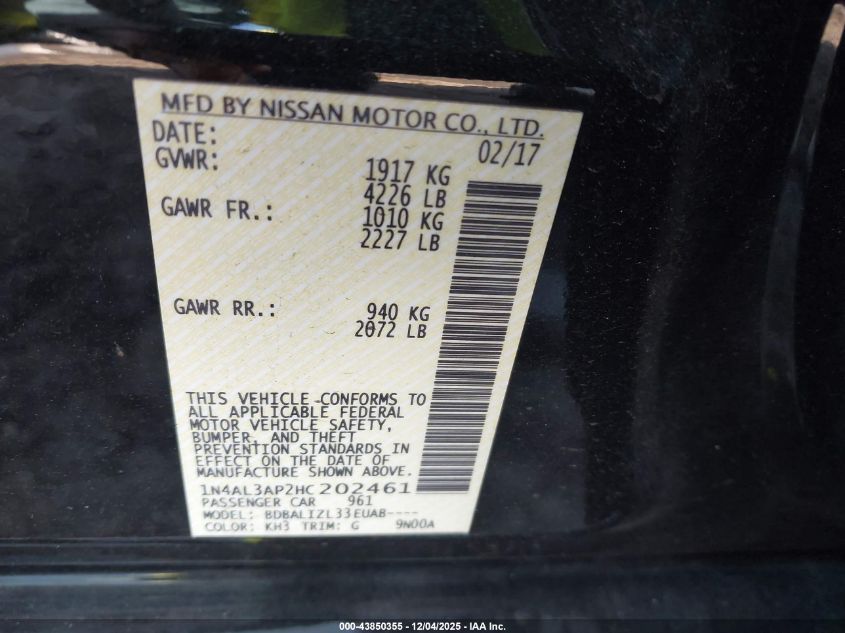 MFD BY NISSAN MOTOR CO., LTD.
DATE: 02/17
GVWR: 1917 KG
4226 LB
GAWR FR.: 1010 KG
2227 LB
GAWR RR.: 940 KG
2072 LB
THIS VEHICLE CONFORMS TO
ALL APPLICABLE FEDERAL
MOTOR VEHICLE SAFETY,
BUMPER, AND THEFT
PREVENTION STANDARDS IN
EFFECT ON THE DATE OF
MANUFACTURE SHOWN ABOVE.
1N4AL3AP2HC202461
PASSENGER CAR 961
MODEL: BDBALIZL33EUAB----
COLOR: KH3 TRIM: G 9N00A
000-43850355 - 12/04/2025 - IAA Inc.